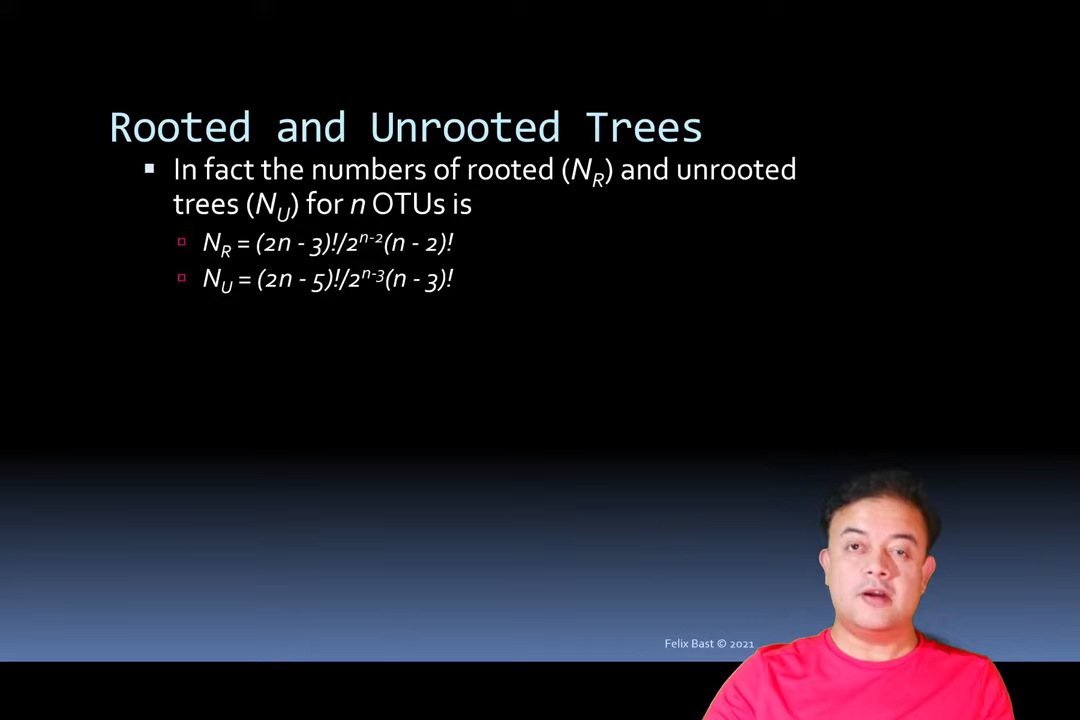 Rooted and Unrooted Trees
▪ In fact the numbers of rooted (N_R) and unrooted
trees (N_U) for n OTUs is
▫ N_R = (2n - 3)!/2^{n-2}(n - 2)!
▫ N_U = (2n - 5)!/2^{n-3}(n - 3)!
Felix Bast © 2021